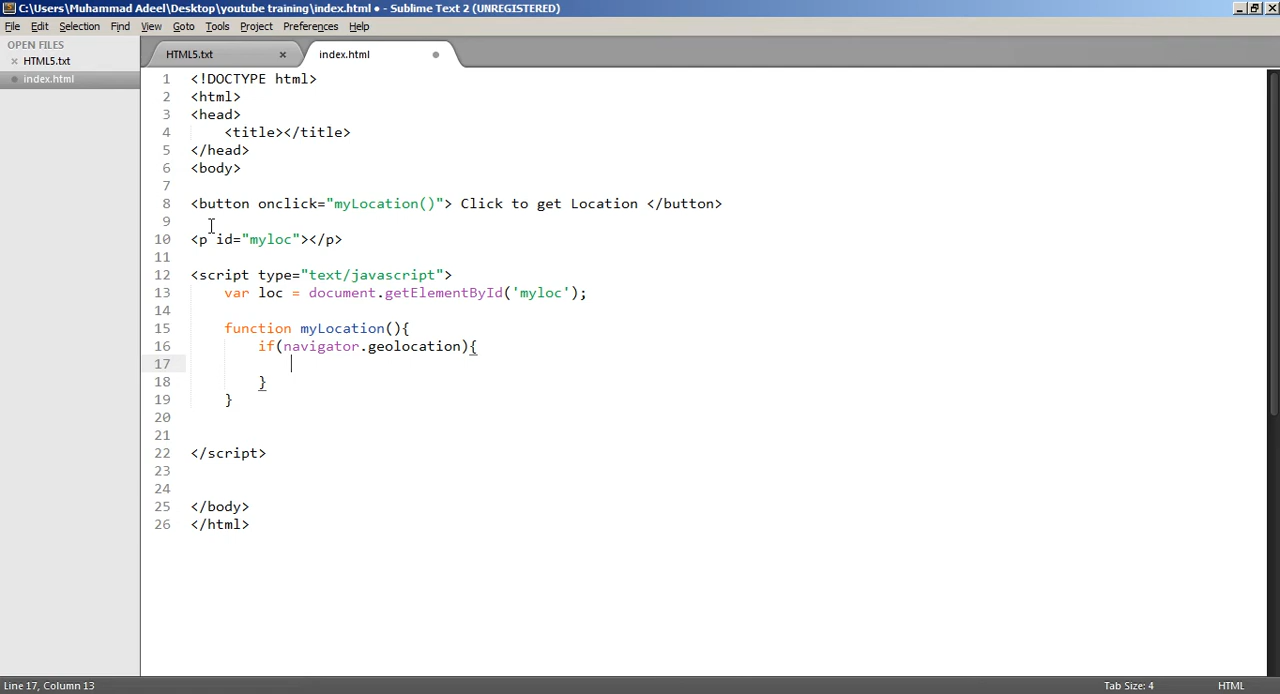 C:\Users\Muhammad Adeel\Desktop\youtube training\index.html • - Sublime Text 2 (UNREGISTERED)
File Edit Selection Find View Goto Tools Project Preferences Help
OPEN FILES
HTML5.txt
index.html
HTML5.txt index.html
1 <!DOCTYPE html>
2 <html>
3 <head>
4 <title></title>
5 </head>
6 <body>
7
8 <button onclick="myLocation()"> Click to get Location </button>
9
10 <p id="myloc"></p>
11
12 <script type="text/javascript">
13 var loc = document.getElementById('myloc');
14
15 function myLocation(){
16 if(navigator.geolocation){
17
18 }
19 }
20
21
22 </script>
23
24
25 </body>
26 </html>
Line 17, Column 13 Tab Size: 4 HTML